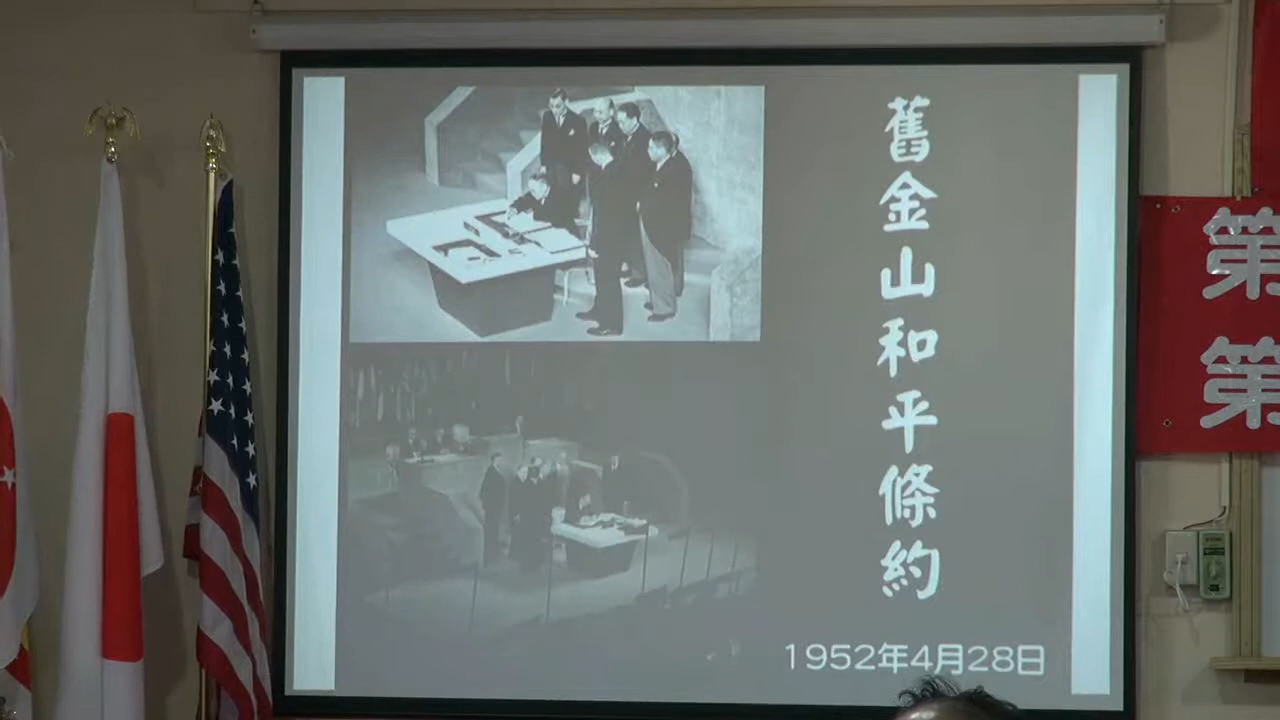 舊金山和平條約
1952年4月28日
第
第